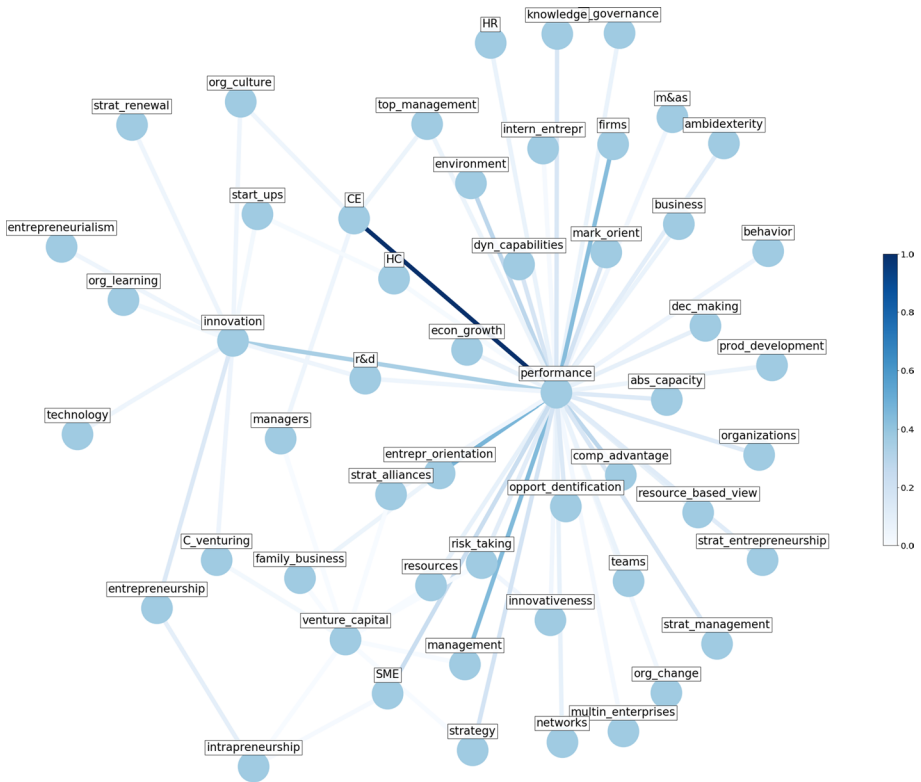 HR
knowledge
_governance
org_culture
m&as
strat_renewal
top_management
intern_entrepr
firms
ambidexterity
environment
start_ups
CE
business
entrepreneurialism
behavior
dyn_capabilities
mark_orient
HC
1.0
org_learning
dec_making
0.8
innovation
econ_growth
prod_development
r&d
performance
0.6
abs_capacity
technology
managers
0.4
organizations
entrepr_orientation
comp_advantage
strat_alliances
opport_dentification
resource_based_view
0.2
C_venturing
risk_taking
strat_entrepreneurship
0.0
family_business
resources
teams
entrepreneurship
innovativeness
venture_capital
strat_management
management
SME
org_change
multin_enterprises
strategy
networks
intrapreneurship